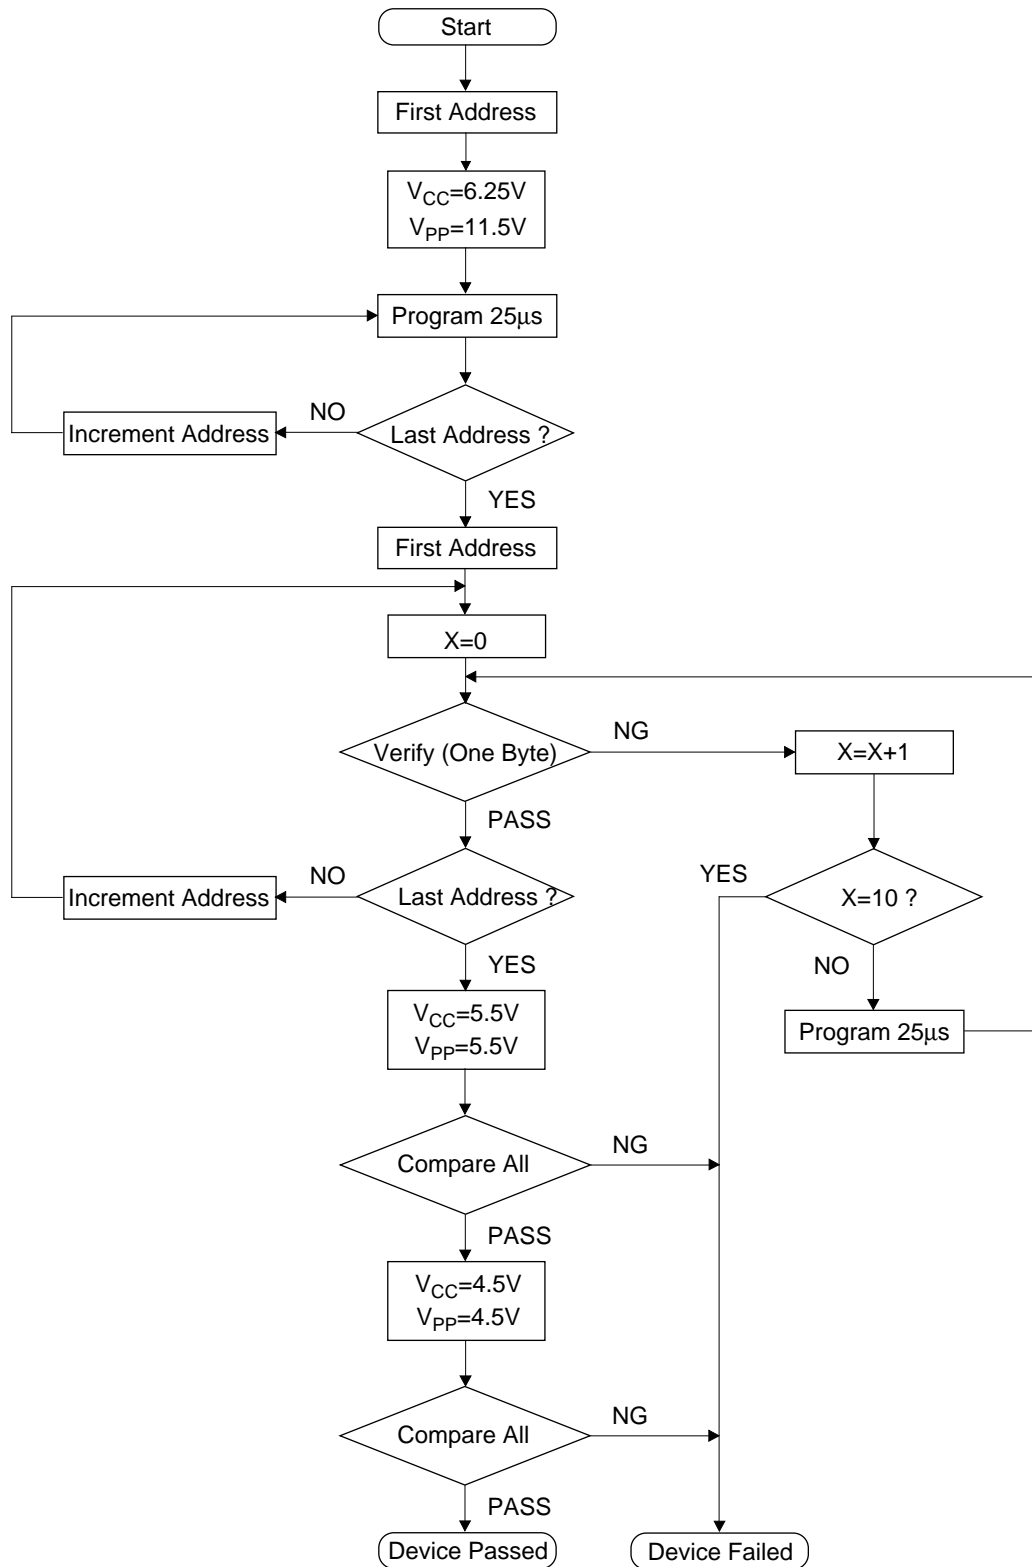 Start
First Address
VCC=6.25V
VPP=11.5V
Program 25μs
NO
Increment Address
Last Address ?
YES
First Address
X=0
Verify (One Byte)
NG
X=X+1
PASS
NO
Increment Address
Last Address ?
YES
X=10 ?
YES
NO
VCC=5.5V
VPP=5.5V
Program 25μs
Compare All
NG
PASS
VCC=4.5V
VPP=4.5V
Compare All
NG
PASS
Device Passed
Device Failed